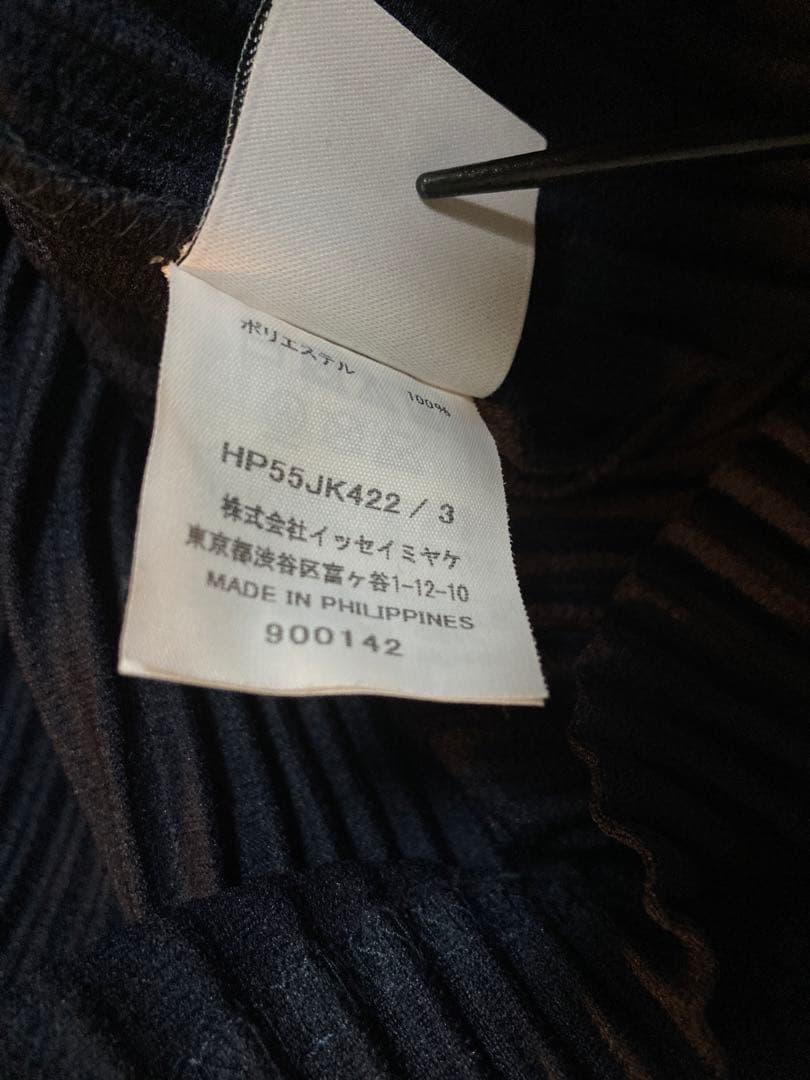 ポリエステル 100%
HP55JK422 / 3
株式会社イッセイミヤケ
東京都渋谷区富ヶ谷1-12-10
MADE IN PHILIPPINES
900142